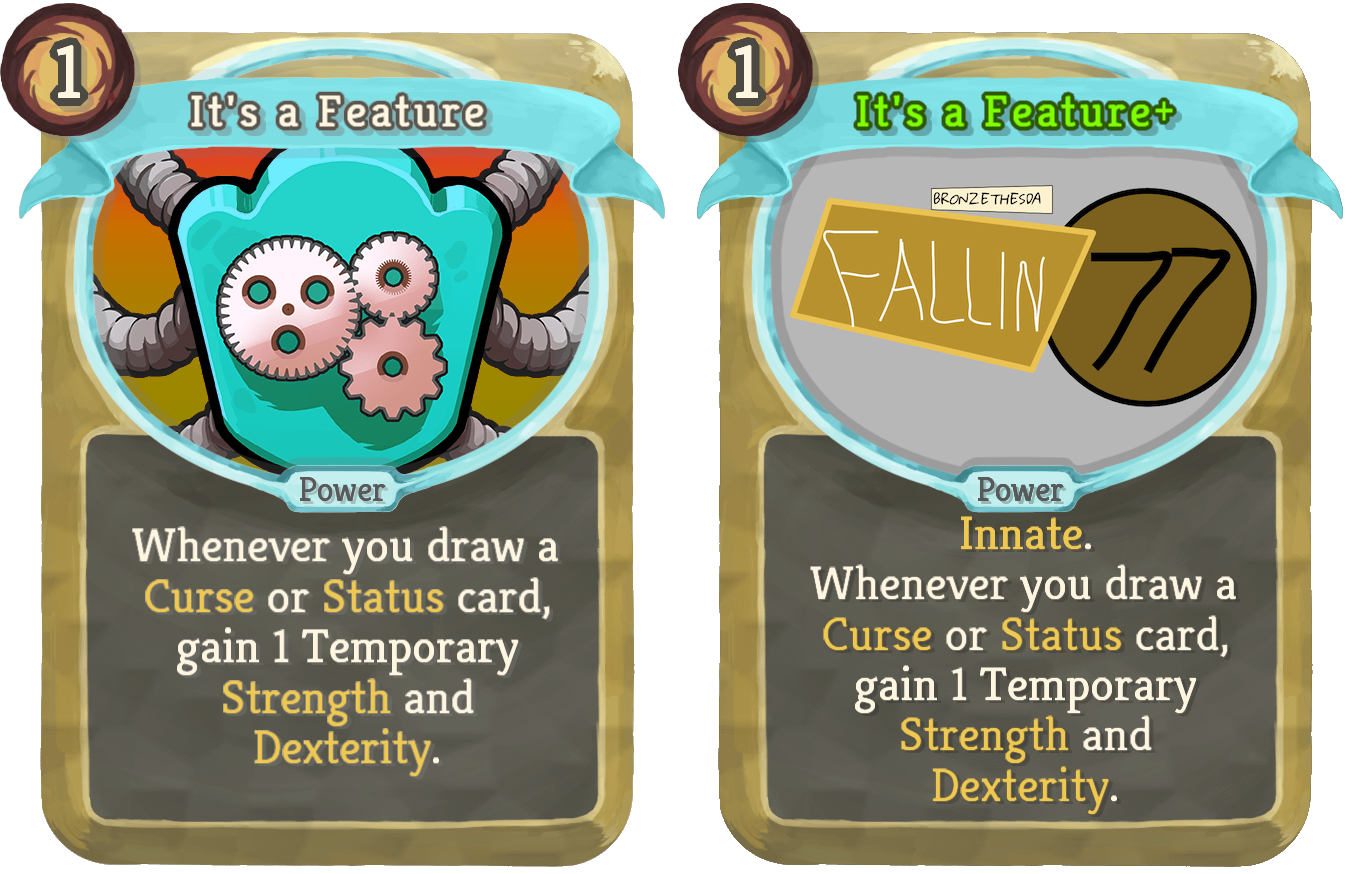 1
It's a Feature
Power
Whenever you draw a
Curse or Status card,
gain 1 Temporary
Strength and
Dexterity.
1
It's a Feature+
BRONZETHESDA
FALLIN
77
Power
Innate.
Whenever you draw a
Curse or Status card,
gain 1 Temporary
Strength and
Dexterity.